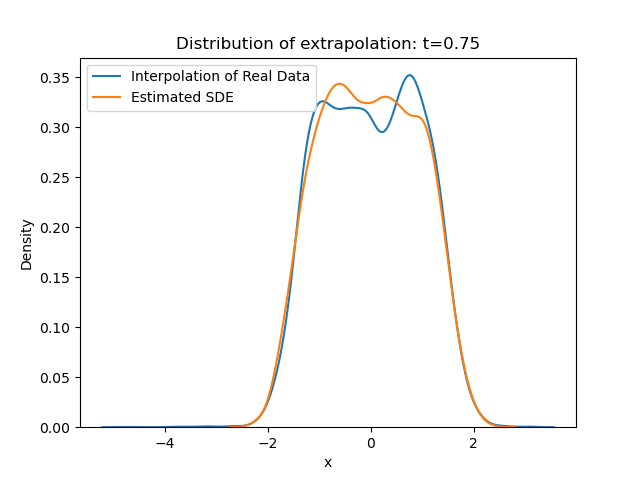 Distribution of extrapolation: t=0.75
Interpolation of Real Data
Estimated SDE
Density
0.35
0.30
0.25
0.20
0.15
0.10
0.05
0.00
−4
−2
0
2
x